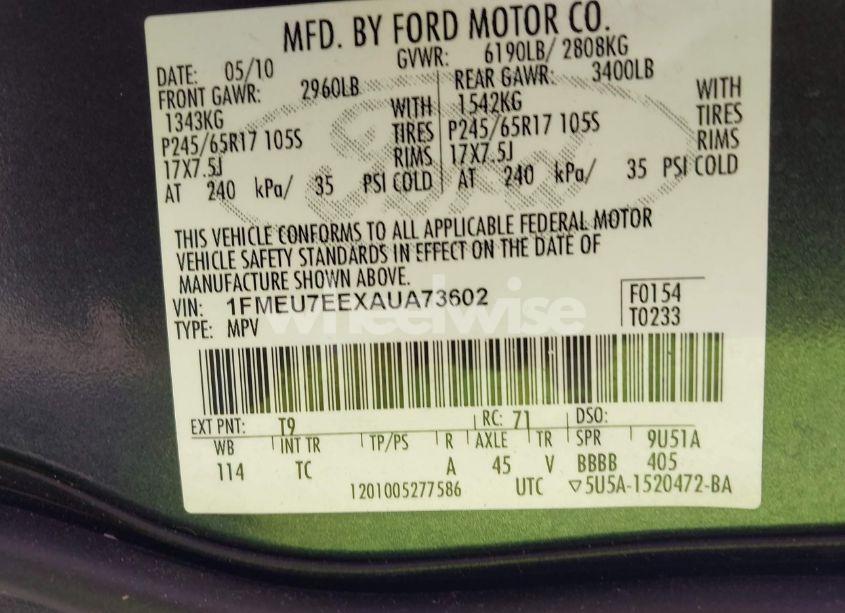 MFD. BY FORD MOTOR CO.
DATE: 05/10 GVWR: 6190LB/ 2808KG
FRONT GAWR: 2960LB REAR GAWR: 3400LB
1343KG WITH 1542KG WITH
P245/65R17 105S TIRES P245/65R17 105S TIRES
17X7.5J RIMS 17X7.5J RIMS
AT 240 kPa/ 35 PSI COLD AT 240 kPa/ 35 PSI COLD
Ford
THIS VEHICLE CONFORMS TO ALL APPLICABLE FEDERAL MOTOR
VEHICLE SAFETY STANDARDS IN EFFECT ON THE DATE OF
MANUFACTURE SHOWN ABOVE.
VIN: 1FMEU7EEXAUA73602 F0154
TYPE: MPV T0233
wheelwise
EXT PNT: T9 RC: 71 DSO:
WB INT TR TP/PS R AXLE TR SPR 9U51A
114 TC A 45 V BBBB 405
1201005277586 UTC ▽5U5A-1520472-BA